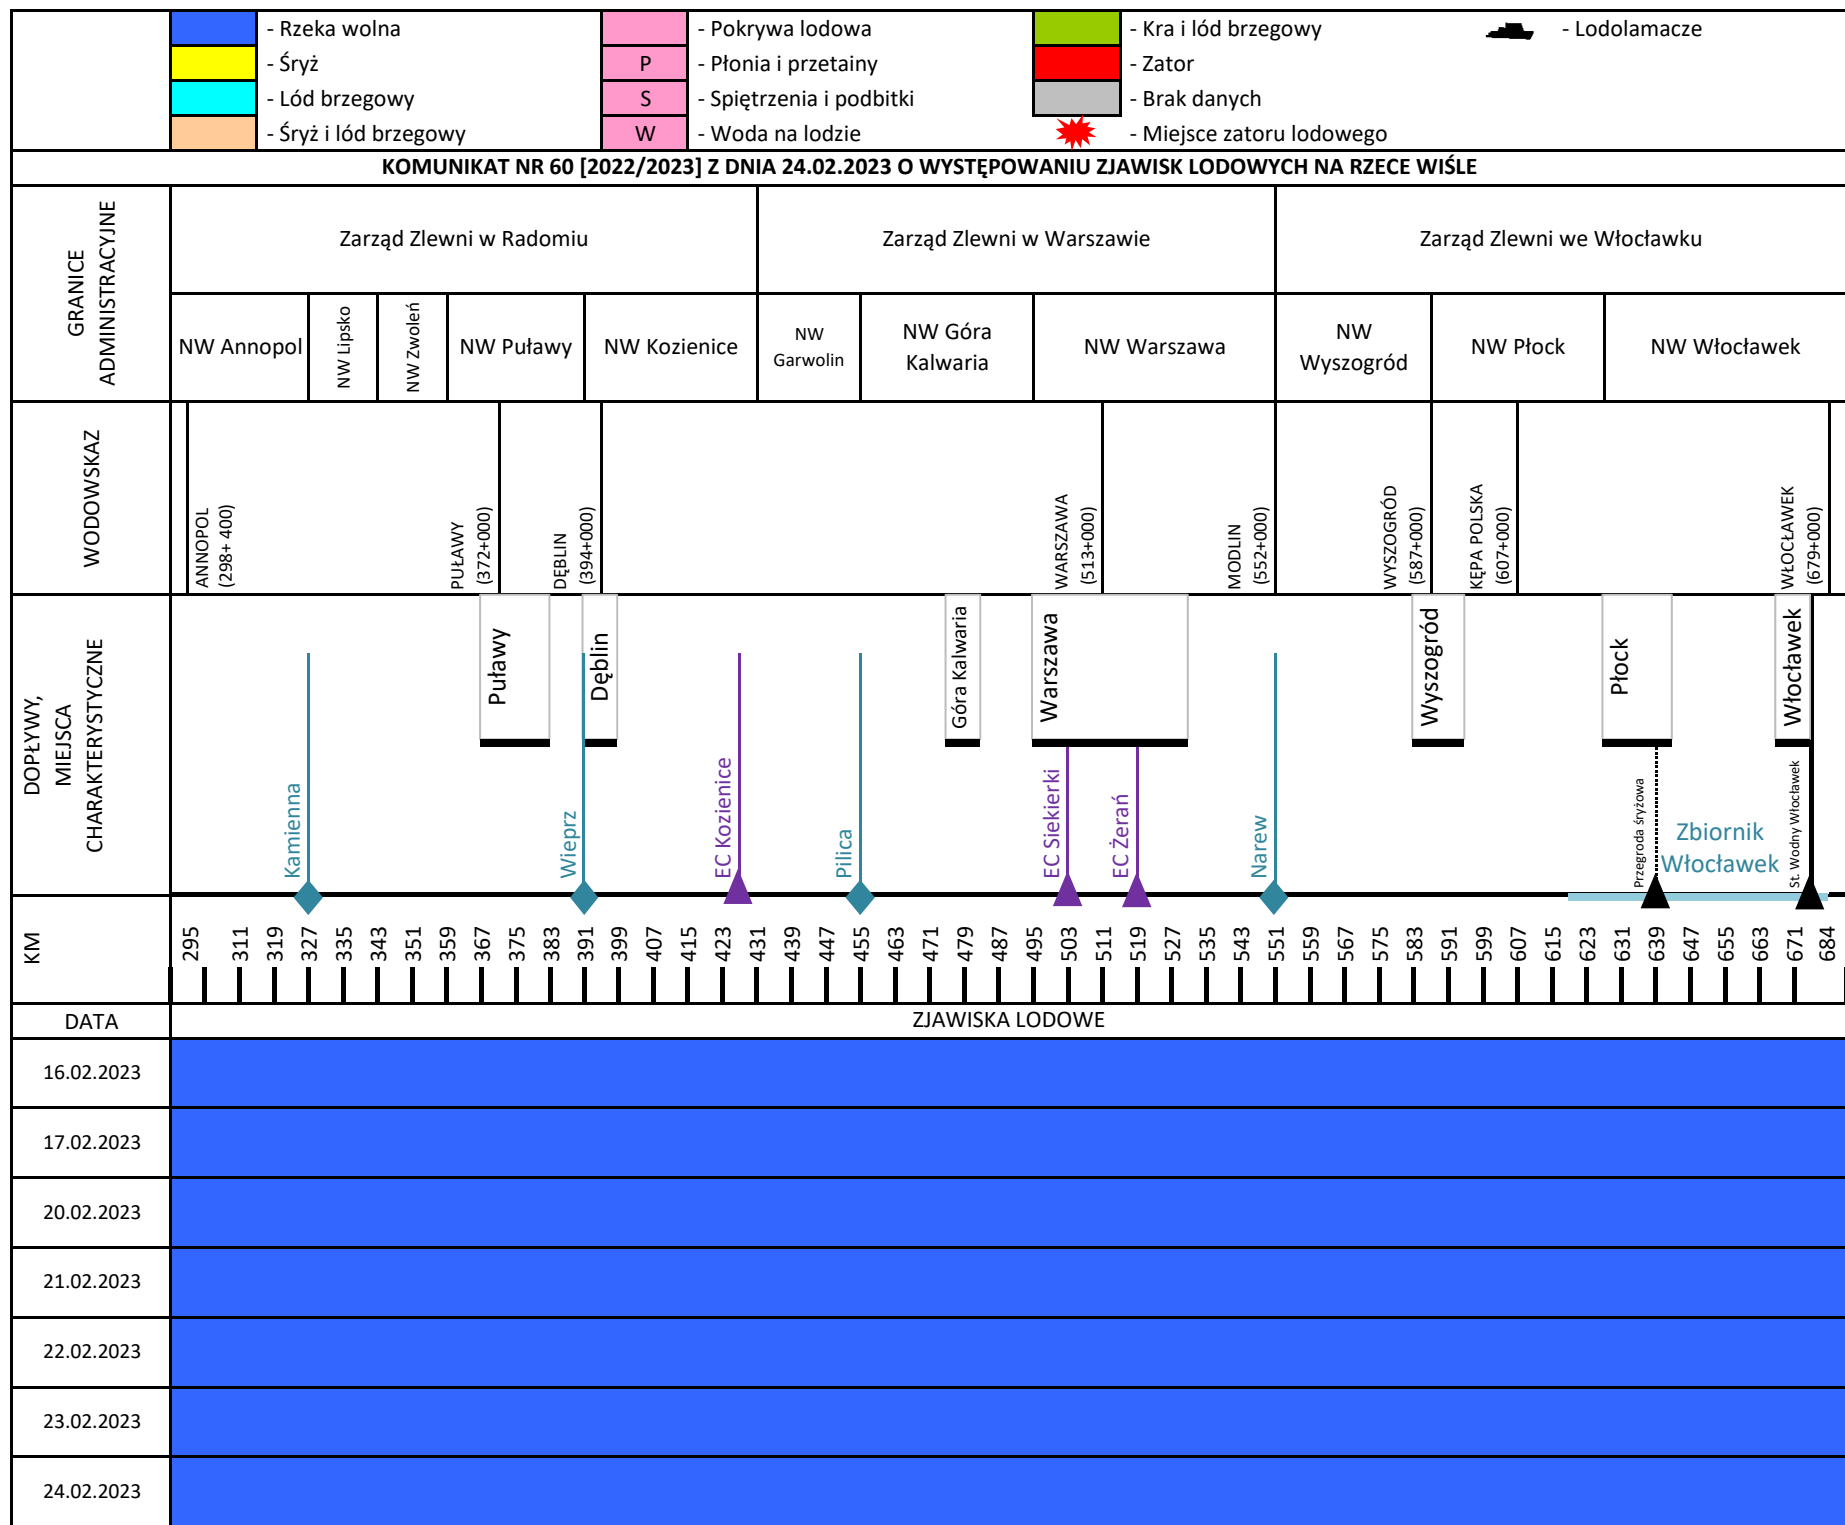 - Rzeka wolna
- Pokrywa lodowa
- Kra i lód brzegowy
- Lodolamacze
- Śryż
P
- Płonia i przetainy
- Zator
- Lód brzegowy
S
- Spiętrzenia i podbitki
- Brak danych
- Śryż i lód brzegowy
W
- Woda na lodzie
- Miejsce zatoru lodowego
KOMUNIKAT NR 60 [2022/2023] Z DNIA 24.02.2023 O WYSTĘPOWANIU ZJAWISK LODOWYCH NA RZECE WIŚLE
GRANICE
ADMINISTRACYJNE
Zarząd Zlewni w Radomiu
Zarząd Zlewni w Warszawie
Zarząd Zlewni we Włocławku
NW Annopol
NW Lipsko
NW Zwoleń
NW Puławy
NW Kozienice
NW
Garwolin
NW Góra
Kalwaria
NW Warszawa
NW
Wyszogród
NW Płock
NW Włocławek
WODOWSKAZ
ANNOPOL
(298+ 400)
PUŁAWY
(372+000)
DĘBLIN
(394+000)
WARSZAWA
(513+000)
MODLIN
(552+000)
WYSZOGRÓD
(587+000)
KĘPA POLSKA
(607+000)
WŁOCŁAWEK
(679+000)
DOPŁYWY,
MIEJSCA
CHARAKTERYSTYCZNE
Kamienna
Puławy
Wieprz
Dęblin
EC Kozienice
Pilica
Góra Kalwaria
Warszawa
EC Siekierki
EC Żerań
Narew
Wyszogród
Płock
Przegroda śryżowa
Zbiornik
Włocławek
Włocławek
St. Wodny Włocławek
KM
295
311
319
327
335
343
351
359
367
375
383
391
399
407
415
423
431
439
447
455
463
471
479
487
495
503
511
519
527
535
543
551
559
567
575
583
591
599
607
615
623
631
639
647
655
663
671
684
DATA
ZJAWISKA LODOWE
16.02.2023
17.02.2023
20.02.2023
21.02.2023
22.02.2023
23.02.2023
24.02.2023